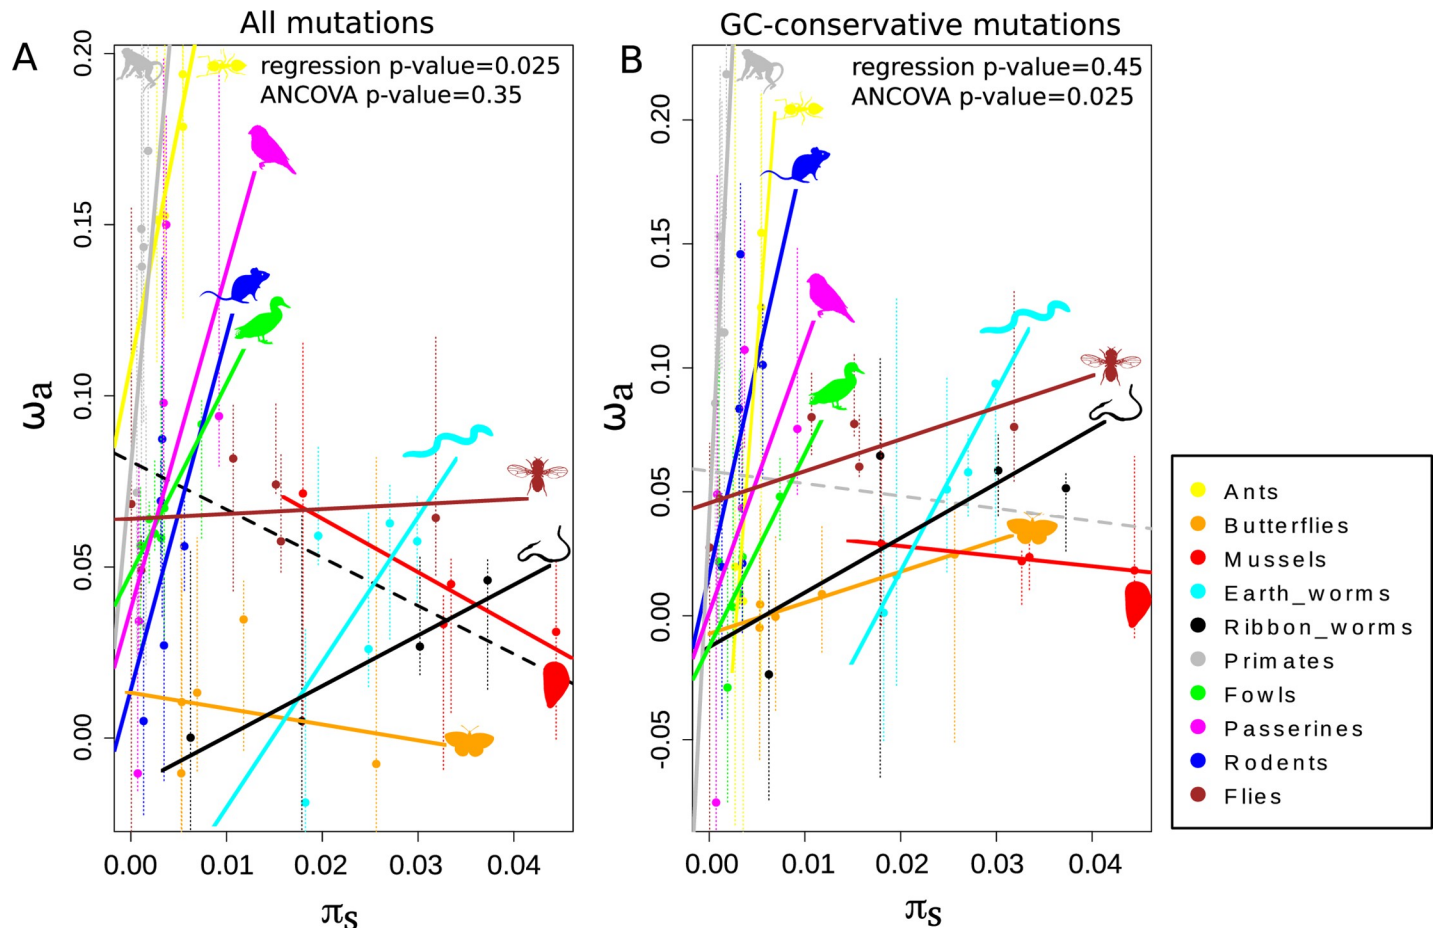 All mutations
A
regression p-value=0.025
ANCOVA p-value=0.35
0.20
0.15
0.10
0.05
0.00
ωa
0.00 0.01 0.02 0.03 0.04
πs
GC-conservative mutations
B
regression p-value=0.45
ANCOVA p-value=0.025
0.20
0.15
0.10
0.05
0.00
-0.05
ωa
0.00 0.01 0.02 0.03 0.04
πs
Ants
Butterflies
Mussels
Earth_worms
Ribbon_worms
Primates
Fowls
Passerines
Rodents
Flies